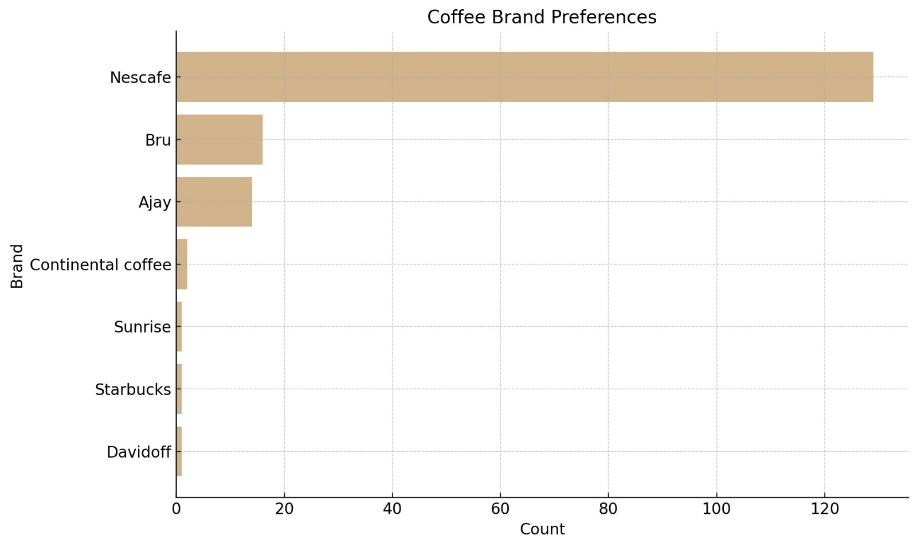 Coffee Brand Preferences
Nescafe
Bru
Ajay
Continental coffee
Sunrise
Starbucks
Davidoff
Brand
0 20 40 60 80 100 120
Count